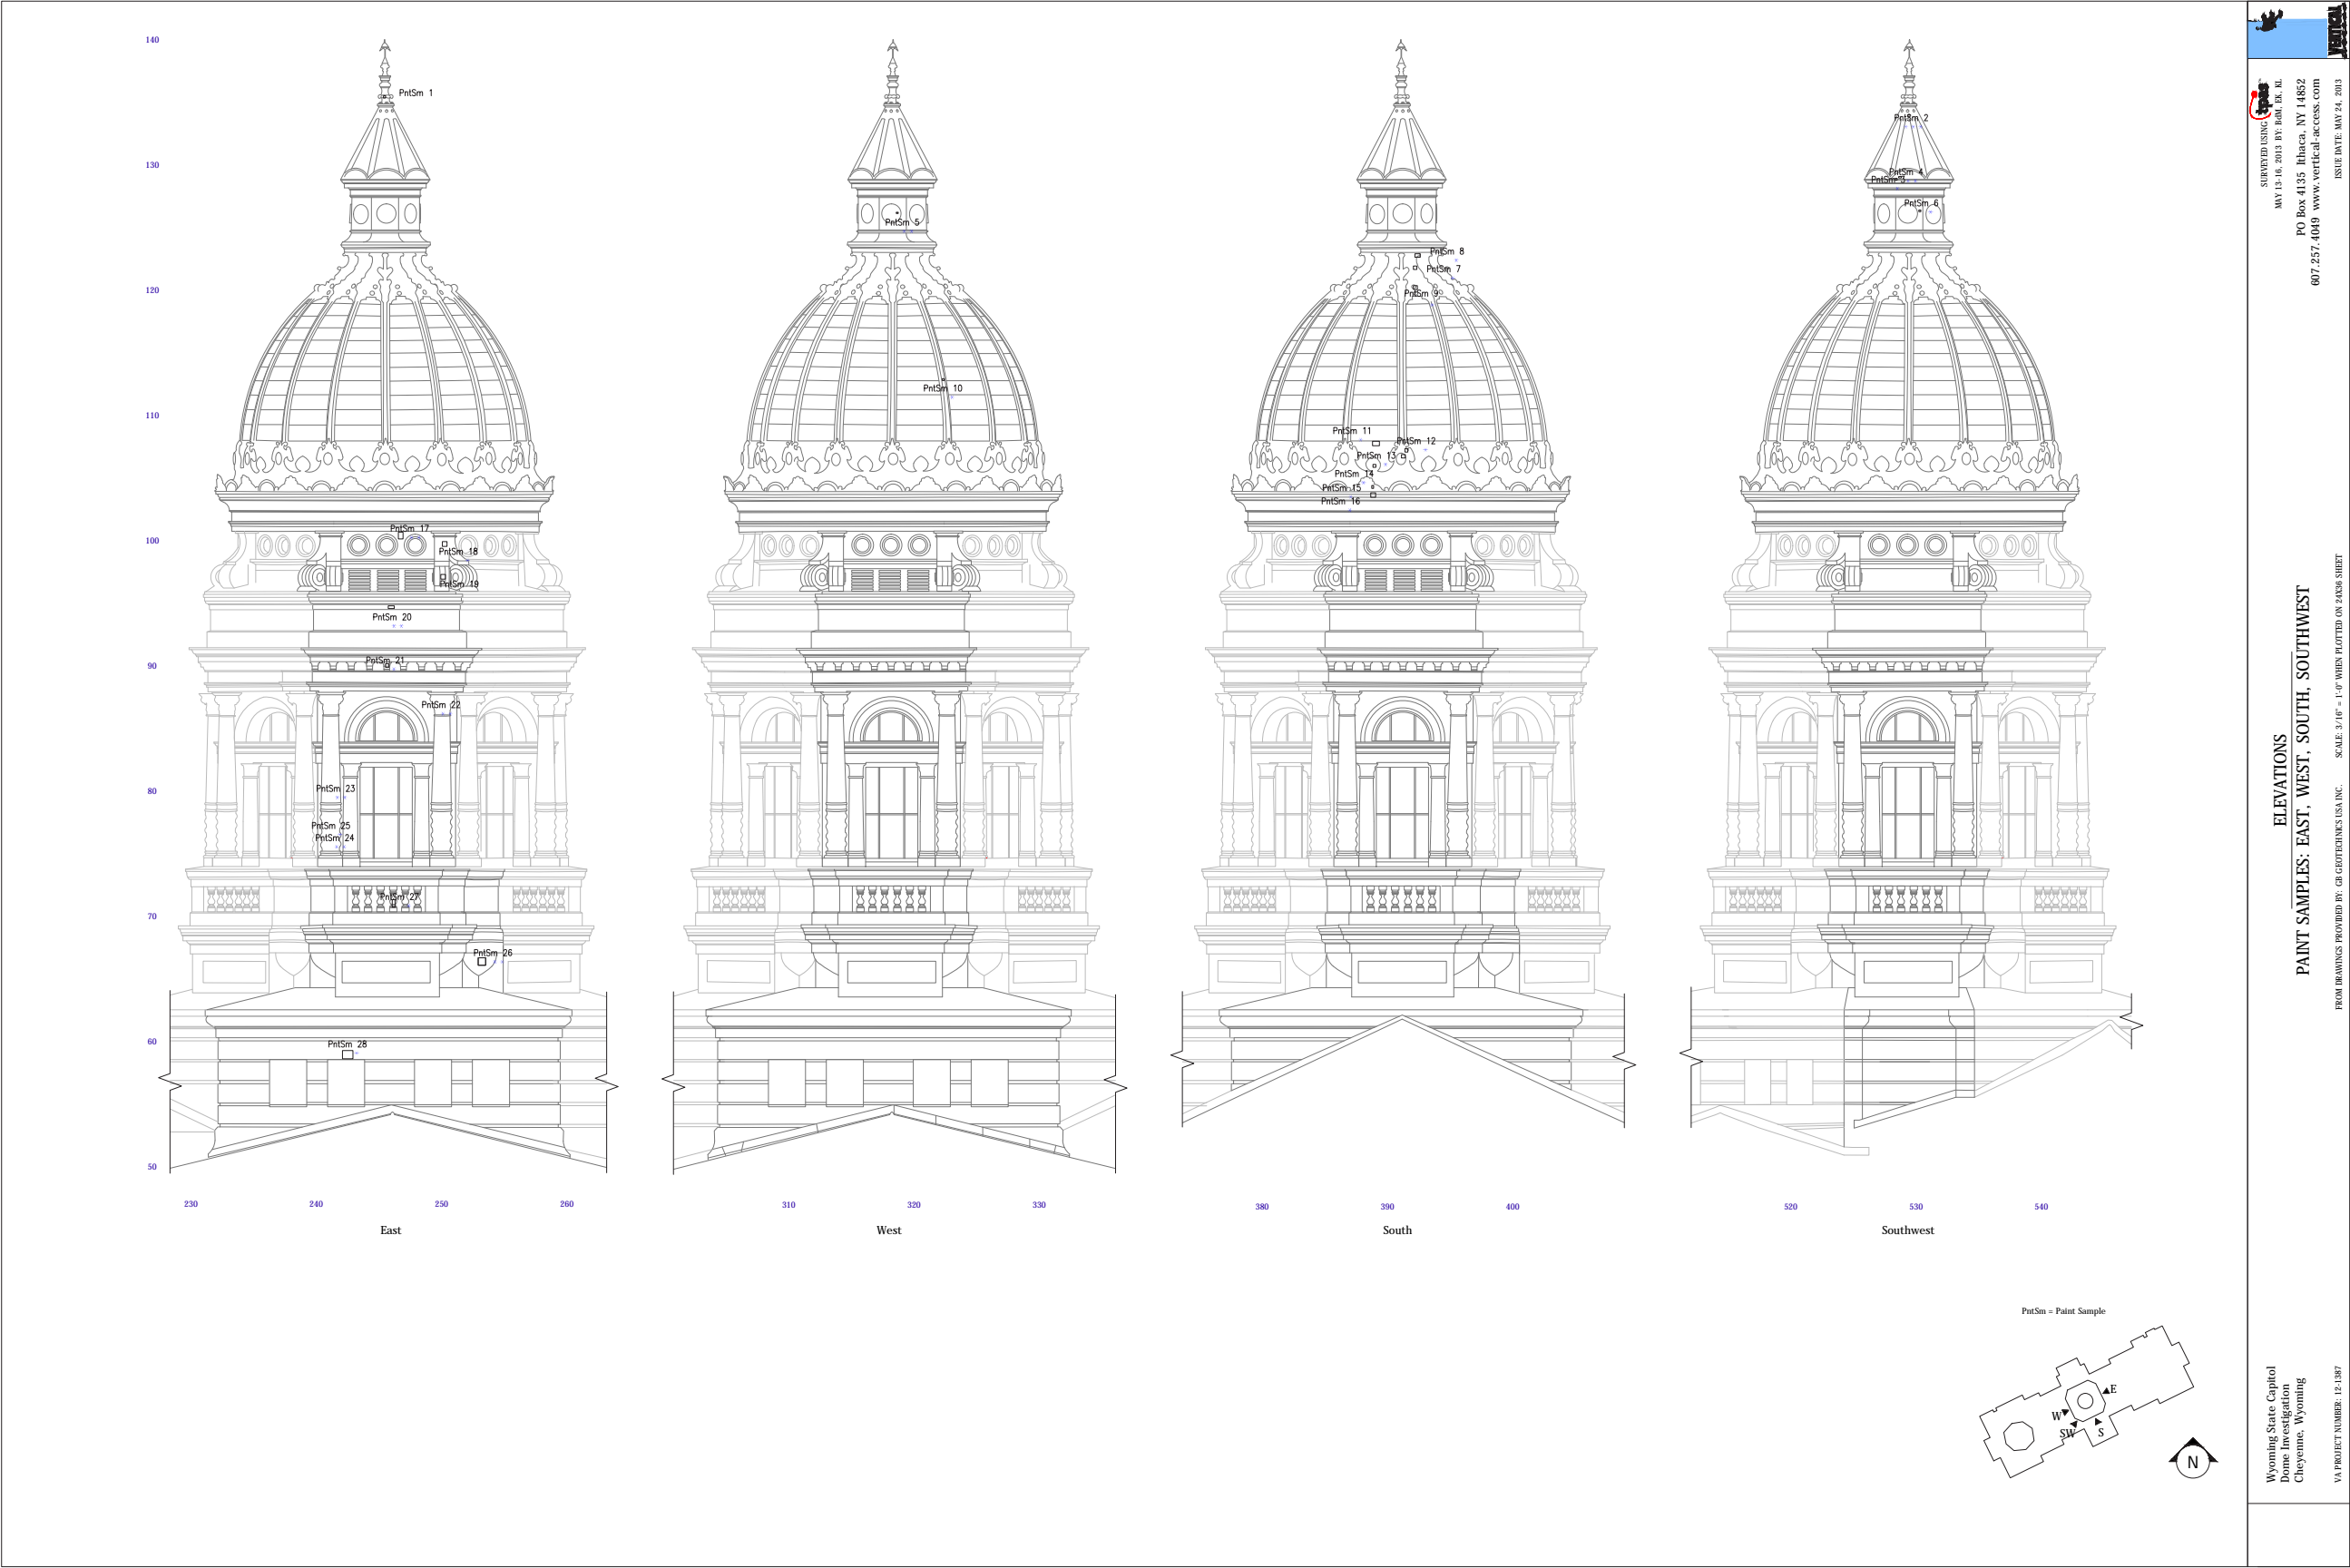 140
130
120
110
100
90
80
70
60
50
PntSm 1
PntSm 17
PntSm 18
PntSm 19
PntSm 20
PntSm 21
PntSm 22
PntSm 23
PntSm 25
PntSm 24
PntSm 27
PntSm 26
PntSm 28
230 240 250 260
East
PntSm 5
PntSm 10
310 320 330
West
PntSm 8
PntSm 7
PntSm 9
PntSm 11
PntSm 12
PntSm 13
PntSm 14
PntSm 15
PntSm 16
380 390 400
South
PntSm 2
PntSm 4
PntSm 3
PntSm 6
520 530 540
Southwest
PntSm = Paint Sample
E
W
SW
S
N
VERTICAL
SURVEYED USING tpas
MAY 13-16, 2013 BY: BdM, EK, KL
PO Box 4135 Ithaca, NY 14852
607.257.4049 www.vertical-access.com
ISSUE DATE: MAY 24, 2013
ELEVATIONS
PAINT SAMPLES: EAST, WEST, SOUTH, SOUTHWEST
FROM DRAWINGS PROVIDED BY: GB GEOTECHNICS USA INC. SCALE: 3/16" = 1'-0" WHEN PLOTTED ON 24X36 SHEET
Wyoming State Capitol
Dome Investigation
Cheyenne, Wyoming
VA PROJECT NUMBER: 12-1387